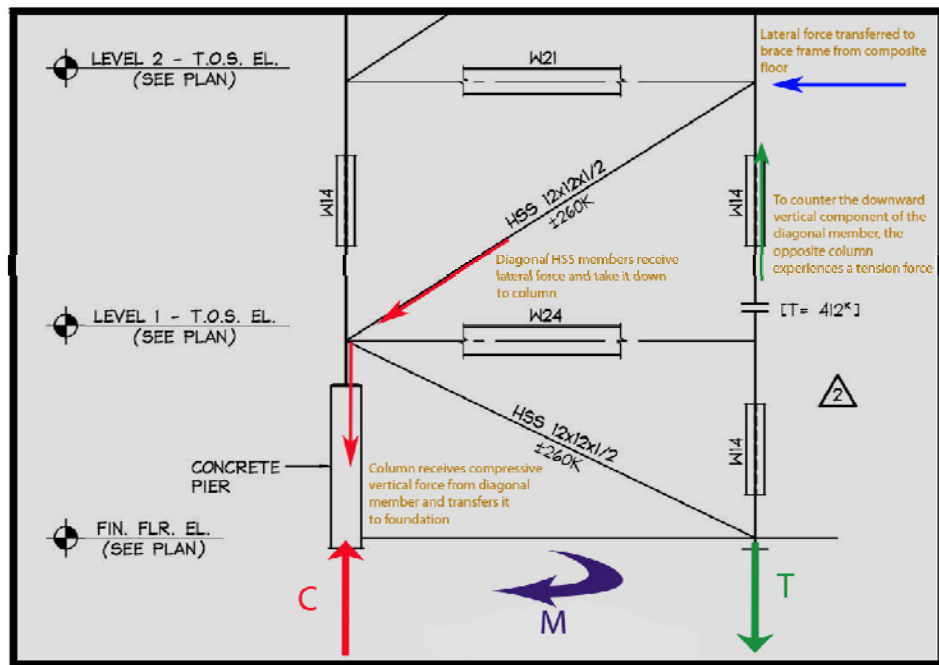 LEVEL 2 - T.O.S. EL.
(SEE PLAN)
W21
Lateral force transferred to
brace frame from composite
floor
W14
HSS 12x12x1/2
±260K
W14
To counter the downward
vertical component of the
diagonal member, the
opposite column
experiences a tension force
Diagonal HSS members receive
lateral force and take it down
to column
LEVEL 1 - T.O.S. EL.
(SEE PLAN)
W24
[T= 412ᴷ]
2
HSS 12x12x1/2
±260K
W14
CONCRETE
PIER
Column receives compressive
vertical force from diagonal
member and transfers it
to foundation
FIN. FLR. EL.
(SEE PLAN)
C
M
T